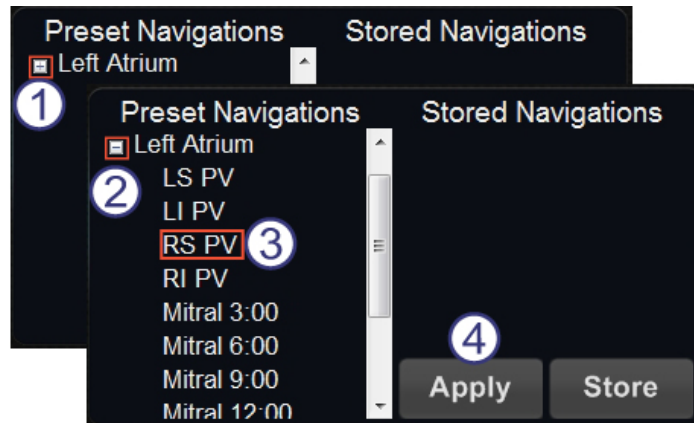 Preset Navigations Stored Navigations
Left Atrium
1
Preset Navigations Stored Navigations
Left Atrium
2
LS PV
LI PV
RS PV 3
RI PV
Mitral 3:00
Mitral 6:00
4
Mitral 9:00
Apply Store
Mitral 12:00